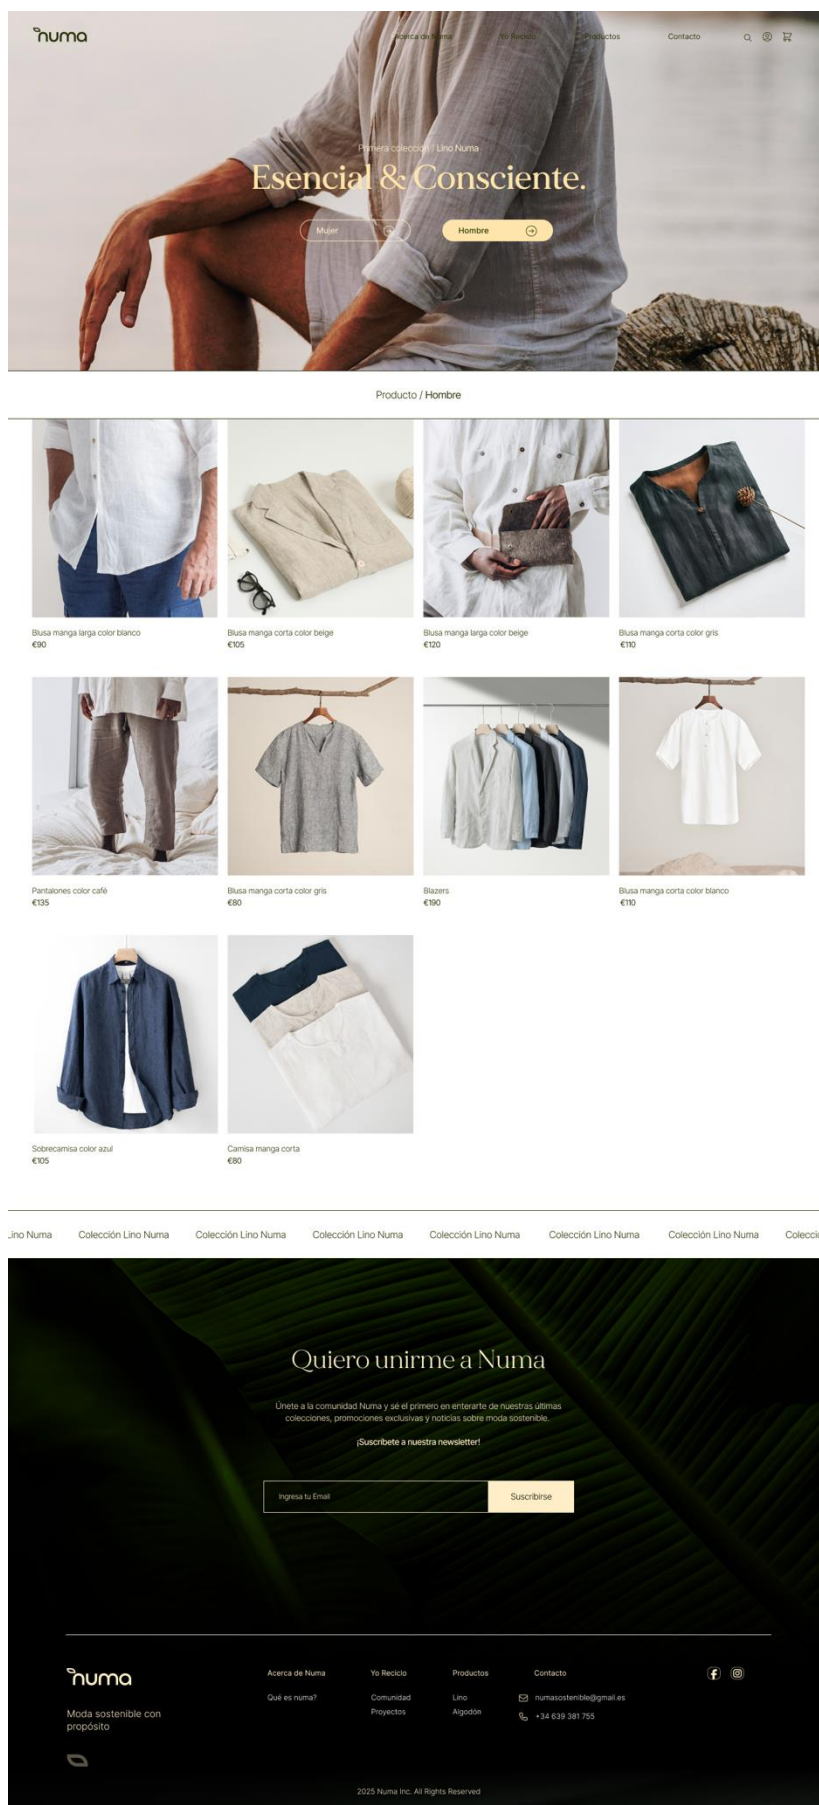 numa
Acerca de Numa
Yo Reciclo
Productos
Contacto
Primera colección / Lino Numa
Esencial & Consciente.
Mujer
Hombre
Producto / Hombre
Blusa manga larga color blanco
€90
Blusa manga corta color beige
€105
Blusa manga larga color beige
€120
Blusa manga corta color gris
€110
Pantalones color café
€135
Blusa manga corta color gris
€80
Blazers
€190
Blusa manga corta color blanco
€110
Sobrecamisa color azul
€105
Camisa manga corta
€80
Lino Numa Colección Lino Numa Colección Lino Numa Colección Lino Numa Colección Lino Numa Colección Lino Numa Colección Lino Numa Colecci
Quiero unirme a Numa
Únete a la comunidad Numa y sé el primero en enterarte de nuestras últimas
colecciones, promociones exclusivas y noticias sobre moda sostenible.
¡Suscríbete a nuestra newsletter!
Ingresa tu Email
Suscribirse
numa
Moda sostenible con
propósito
Acerca de Numa
Qué es numa?
Yo Reciclo
Comunidad
Proyectos
Productos
Lino
Algodón
Contacto
numasostenible@gmail.es
+34 639 381 755
2025 Numa Inc. All Rights Reserved